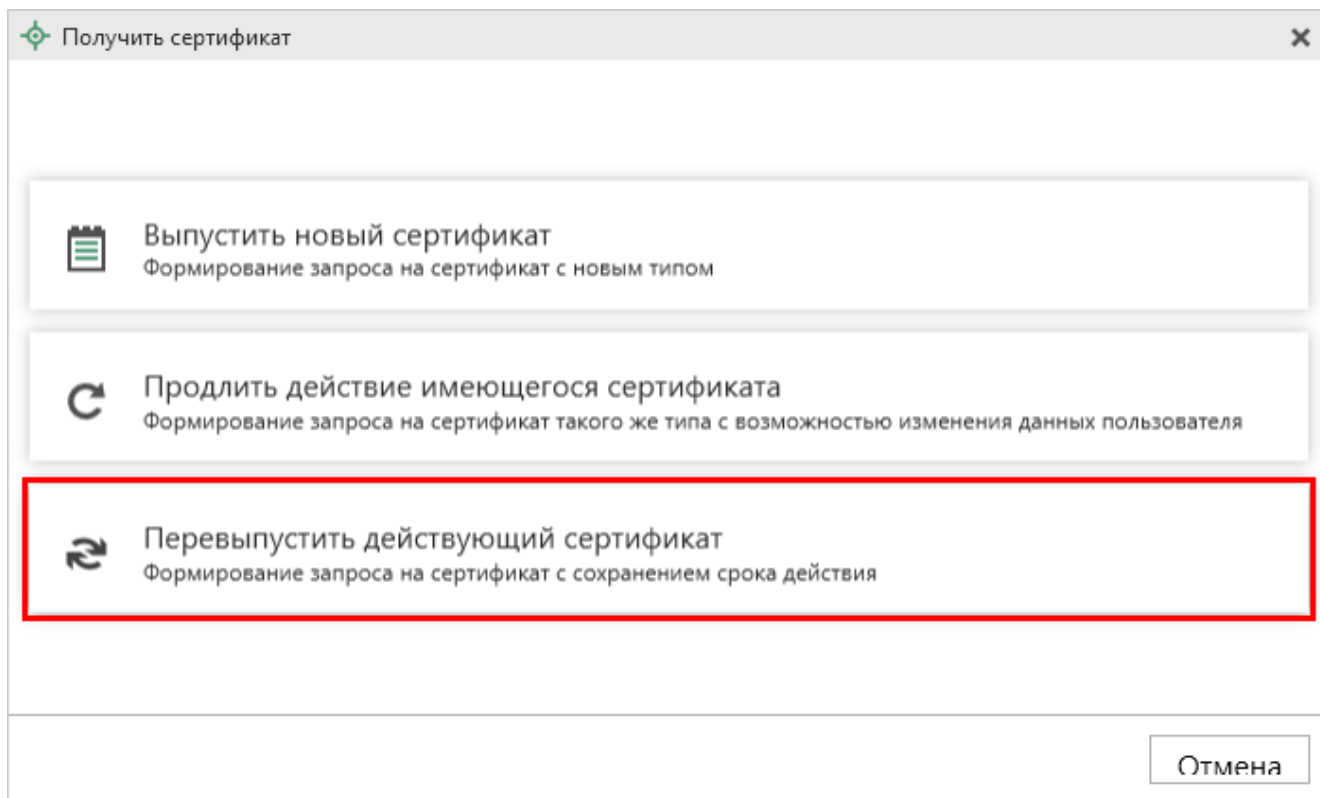 Получить сертификат
Выпустить новый сертификат
Формирование запроса на сертификат с новым типом
Продлить действие имеющегося сертификата
Формирование запроса на сертификат такого же типа с возможностью изменения данных пользователя
Перевыпустить действующий сертификат
Формирование запроса на сертификат с сохранением срока действия
Отмена